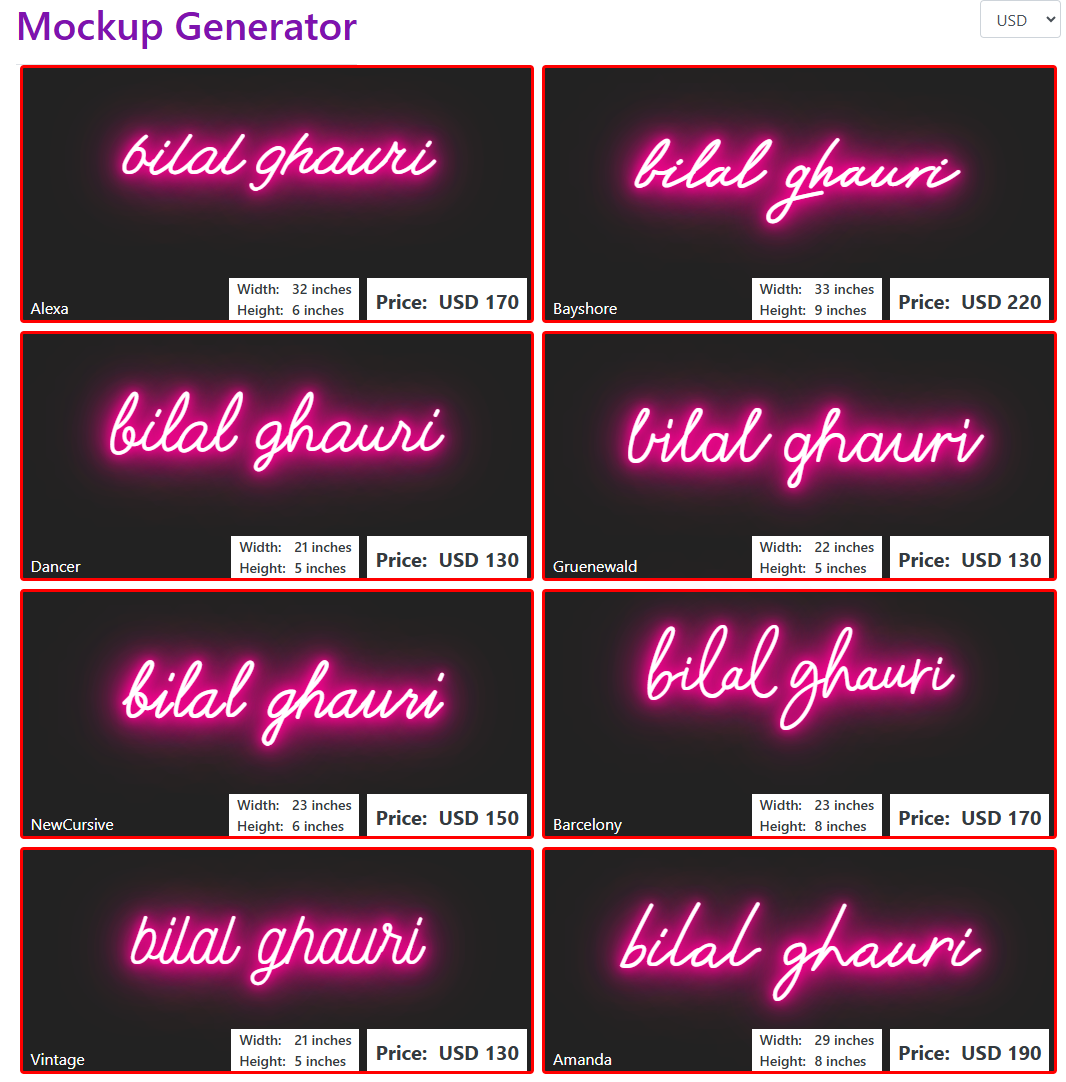 Mockup Generator
USD
bilal ghauri
Alexa
Width: 32 inches
Height: 6 inches
Price: USD 170
bilal ghauri
Bayshore
Width: 33 inches
Height: 9 inches
Price: USD 220
bilal ghauri
Dancer
Width: 21 inches
Height: 5 inches
Price: USD 130
bilal ghauri
Gruenewald
Width: 22 inches
Height: 5 inches
Price: USD 130
bilal ghauri
NewCursive
Width: 23 inches
Height: 6 inches
Price: USD 150
bilal ghauri
Barcelony
Width: 23 inches
Height: 8 inches
Price: USD 170
bilal ghauri
Vintage
Width: 21 inches
Height: 5 inches
Price: USD 130
bilal ghauri
Amanda
Width: 29 inches
Height: 8 inches
Price: USD 190